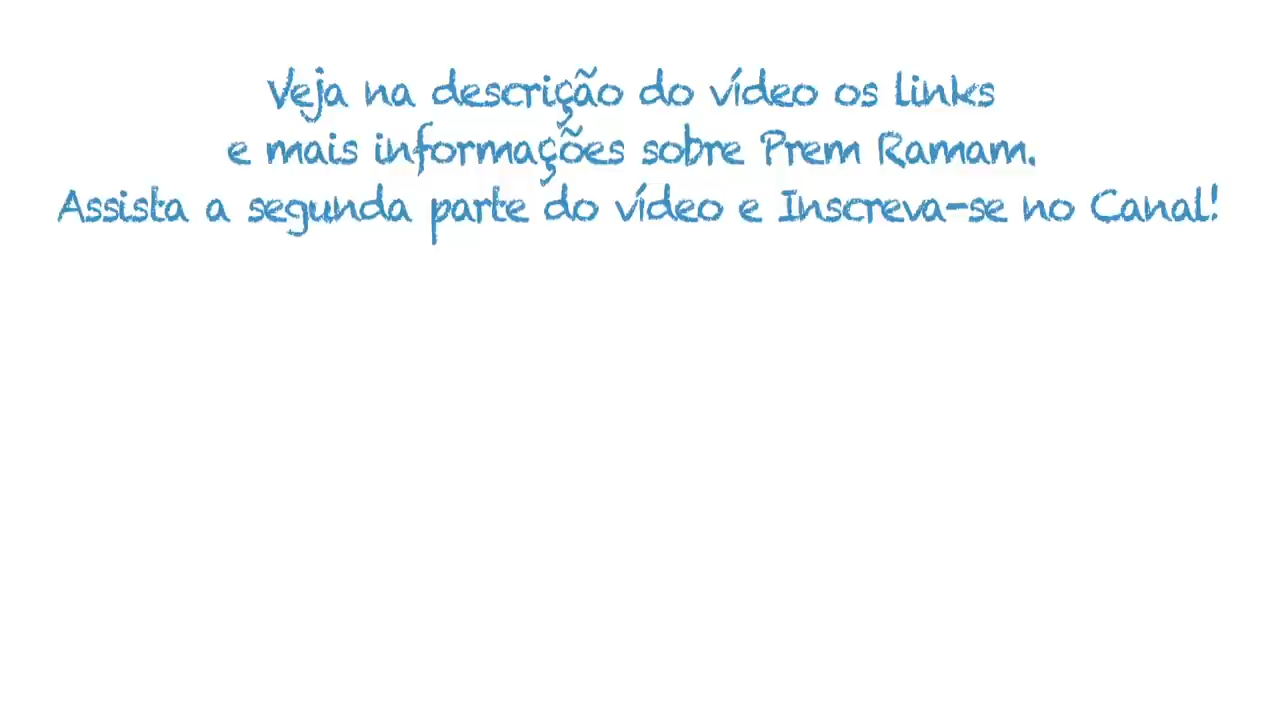 Veja na descrição do vídeo os links
e mais informações sobre Prem Ramam.
Assista a segunda parte do vídeo e Inscreva-se no Canal!